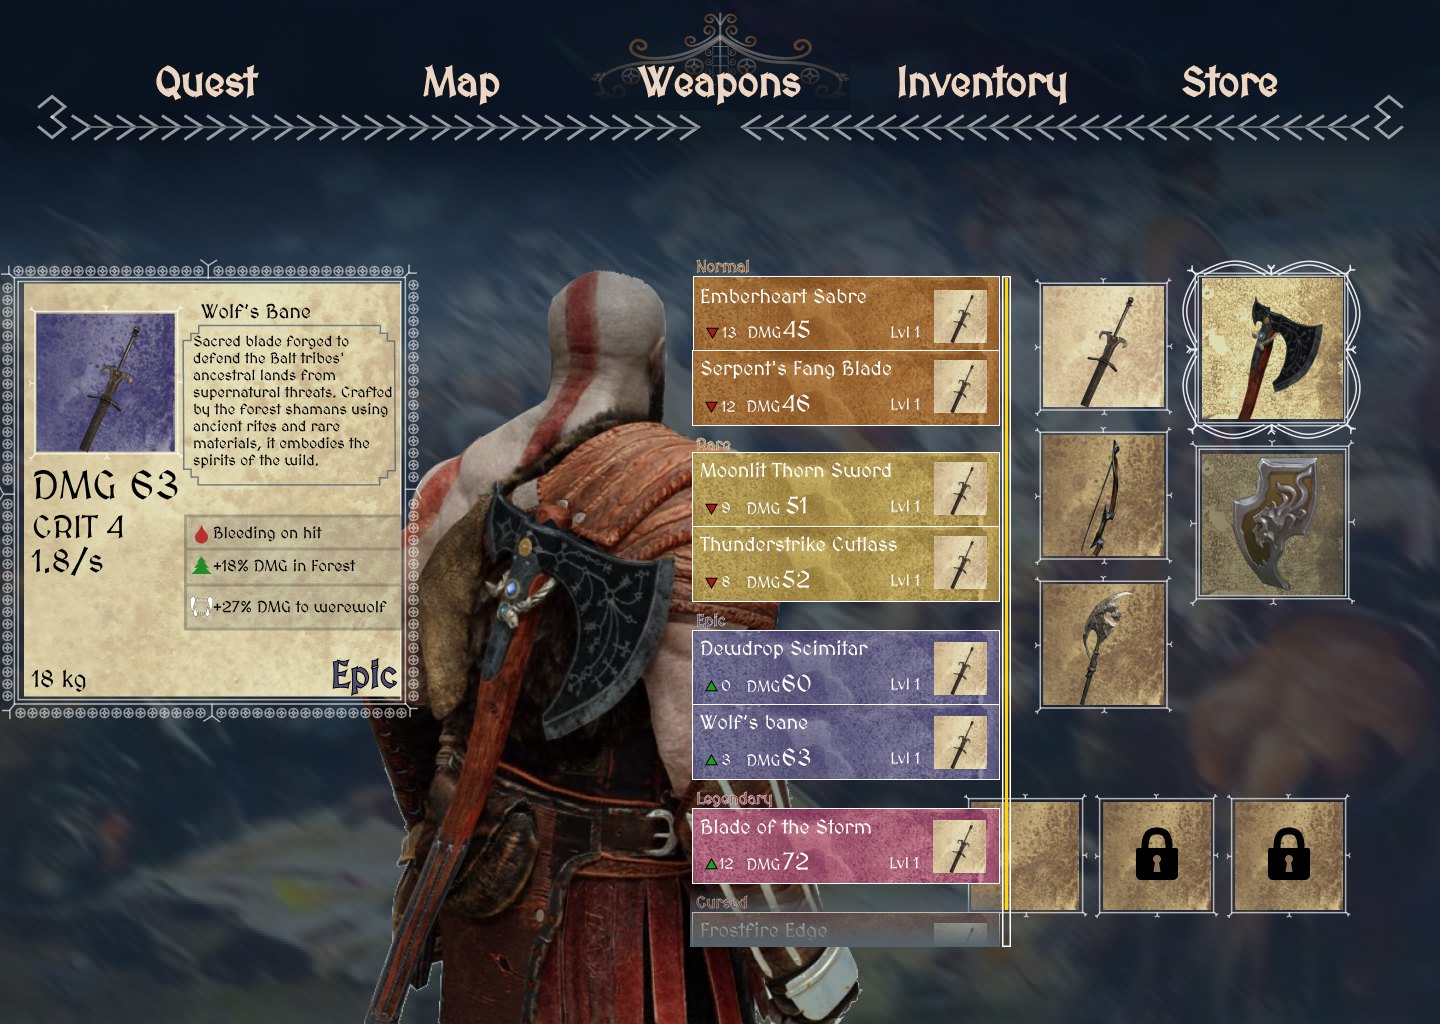 Quest Map Weapons Inventory Store
Wolf's Bane
Sacred blade forged to
defend the Balt tribes'
ancestral lands from
supernatural threats. Crafted
by the forest shamans using
ancient rites and rare
materials, it embodies the
spirits of the wild.
DMG 63
CRIT 4
1.8/s
Bleeding on hit
+18% DMG in Forest
+27% DMG to werewolf
18 kg
Epic
Normal
Emberheart Sabre
13 DMG 45 Lvl 1
Serpent's Fang Blade
12 DMG 46 Lvl 1
Rare
Moonlit Thorn Sword
9 DMG 51 Lvl 1
Thunderstrike Cutlass
8 DMG 52 Lvl 1
Epic
Dewdrop Scimitar
0 DMG 60 Lvl 1
Wolf's bane
3 DMG 63 Lvl 1
Legendary
Blade of the Storm
12 DMG 72 Lvl 1
Cursed
Frostfire Edge